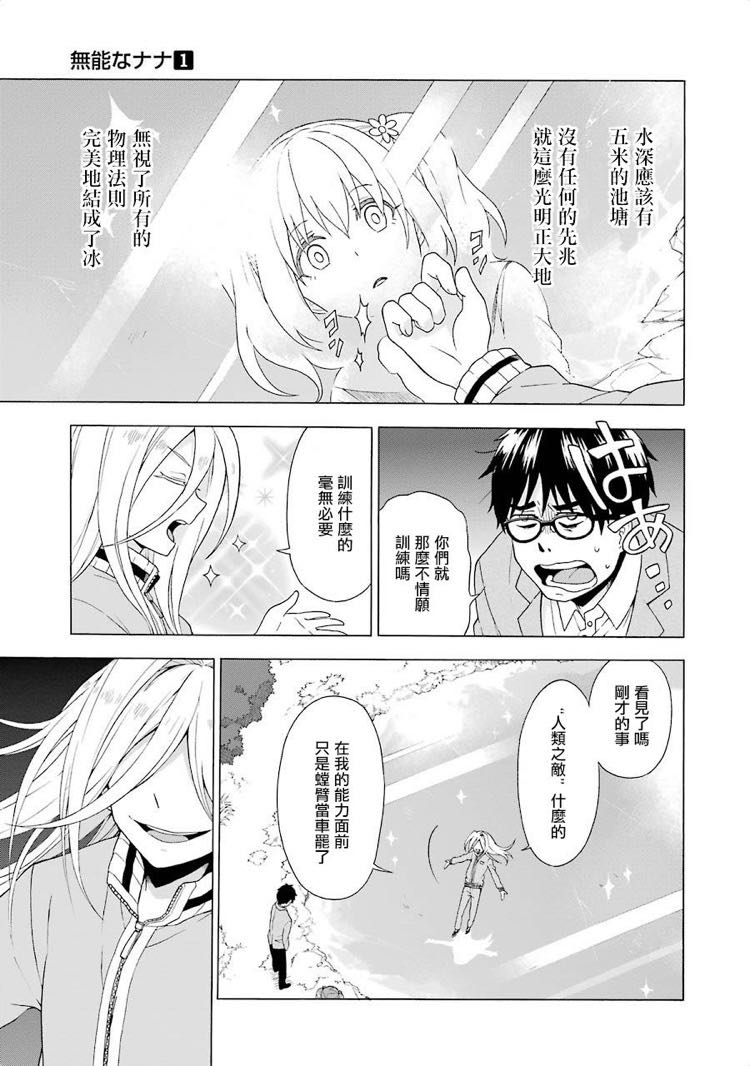 無能なナナ1
水深應該有
五米的池塘
沒有任何的先兆
就這麼光明正大地
無視了所有的
物理法則
完美地結成了冰
コク
コク
はぁ…
你們就
那麼不情願
訓練嗎
訓練什麼的
毫無必要
看見了嗎
剛才的事
"人類之敵"什麼的
在我的能力面前
只是螳臂當車罷了